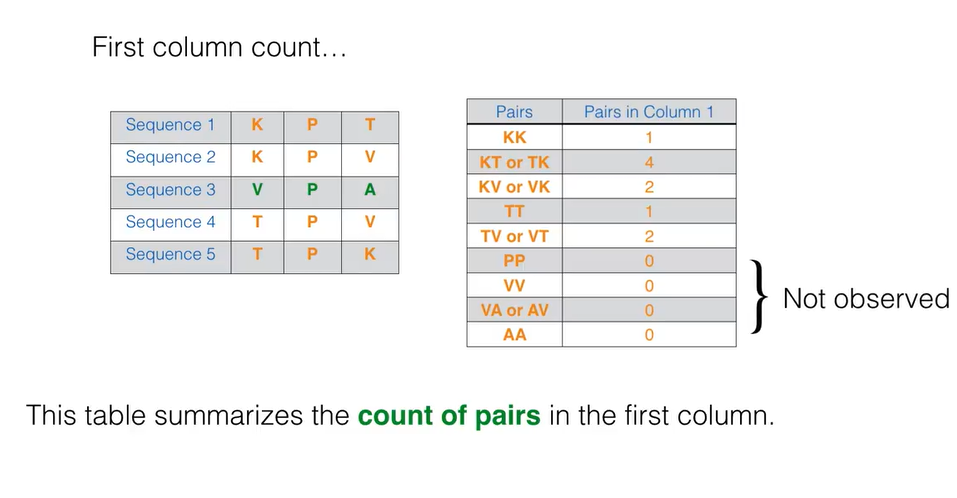 First column count...
Sequence 1 K P T
Sequence 2 K P V
Sequence 3 V P A
Sequence 4 T P V
Sequence 5 T P K
Pairs Pairs in Column 1
KK 1
KT or TK 4
KV or VK 2
TT 1
TV or VT 2
PP 0
VV 0
VA or AV 0
AA 0
Not observed
This table summarizes the count of pairs in the first column.